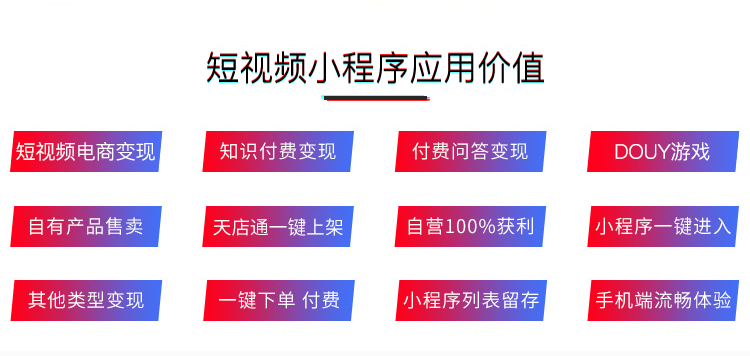 短视频小程序应用价值
短视频电商变现
知识付费变现
付费问答变现
DOUY游戏
自有产品售卖
天店通一键上架
自营100%获利
小程序一键进入
其他类型变现
一键下单 付费
小程序列表留存
手机端流畅体验